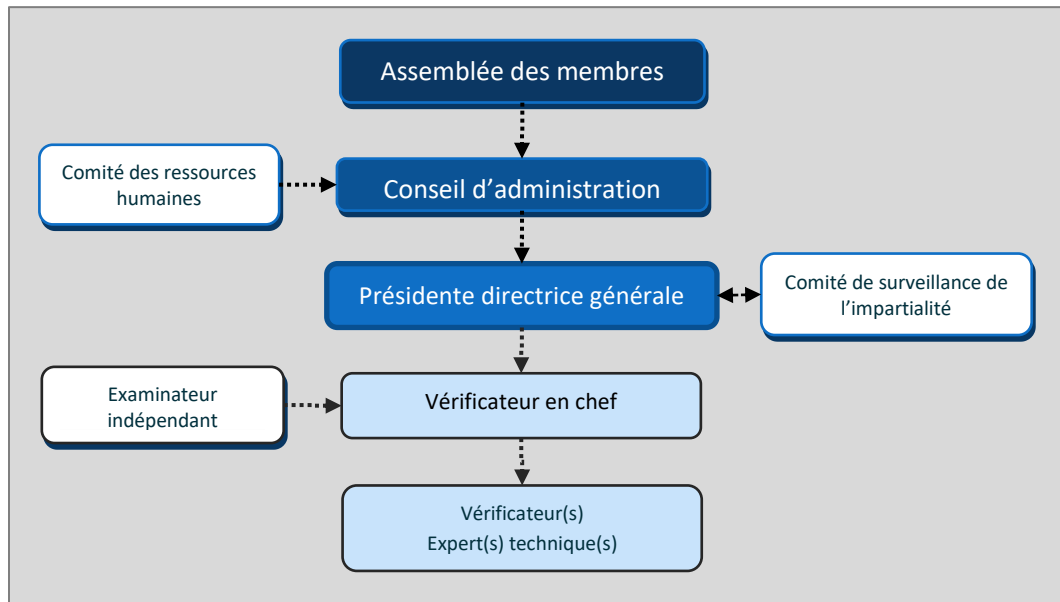 Assemblée des membres
Comité des ressources
humaines
Conseil d’administration
Présidente directrice générale
Comité de surveillance de
l’impartialité
Examinateur
indépendant
Vérificateur en chef
Vérificateur(s)
Expert(s) technique(s)